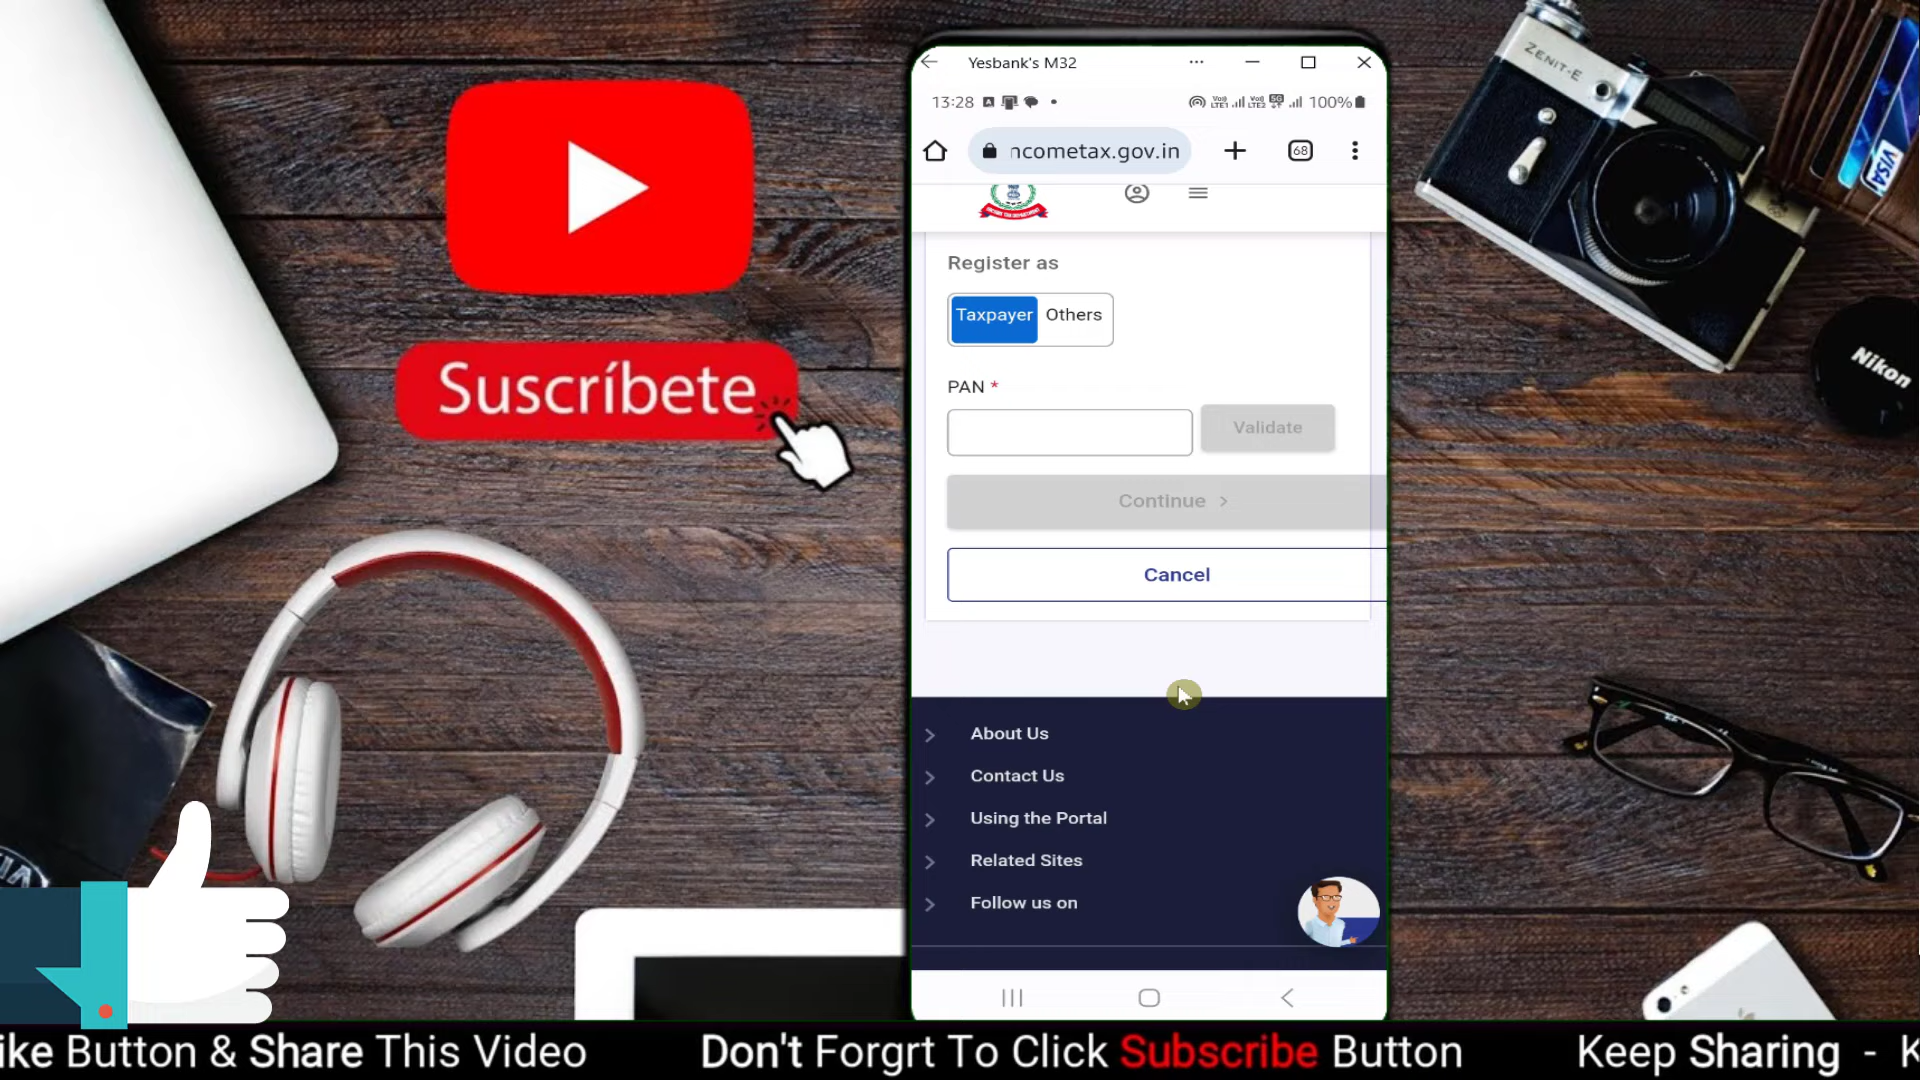 Yesbank's M32
13:28
100%
ncometax.gov.in
68
Register as
Taxpayer Others
PAN *
Validate
Continue >
Cancel
About Us
Contact Us
Using the Portal
Related Sites
Follow us on
Suscríbete
ZENIT-E
VISA
Nikon
ike Button & Share This Video Don't Forgrt To Click Subscribe Button Keep Sharing - K